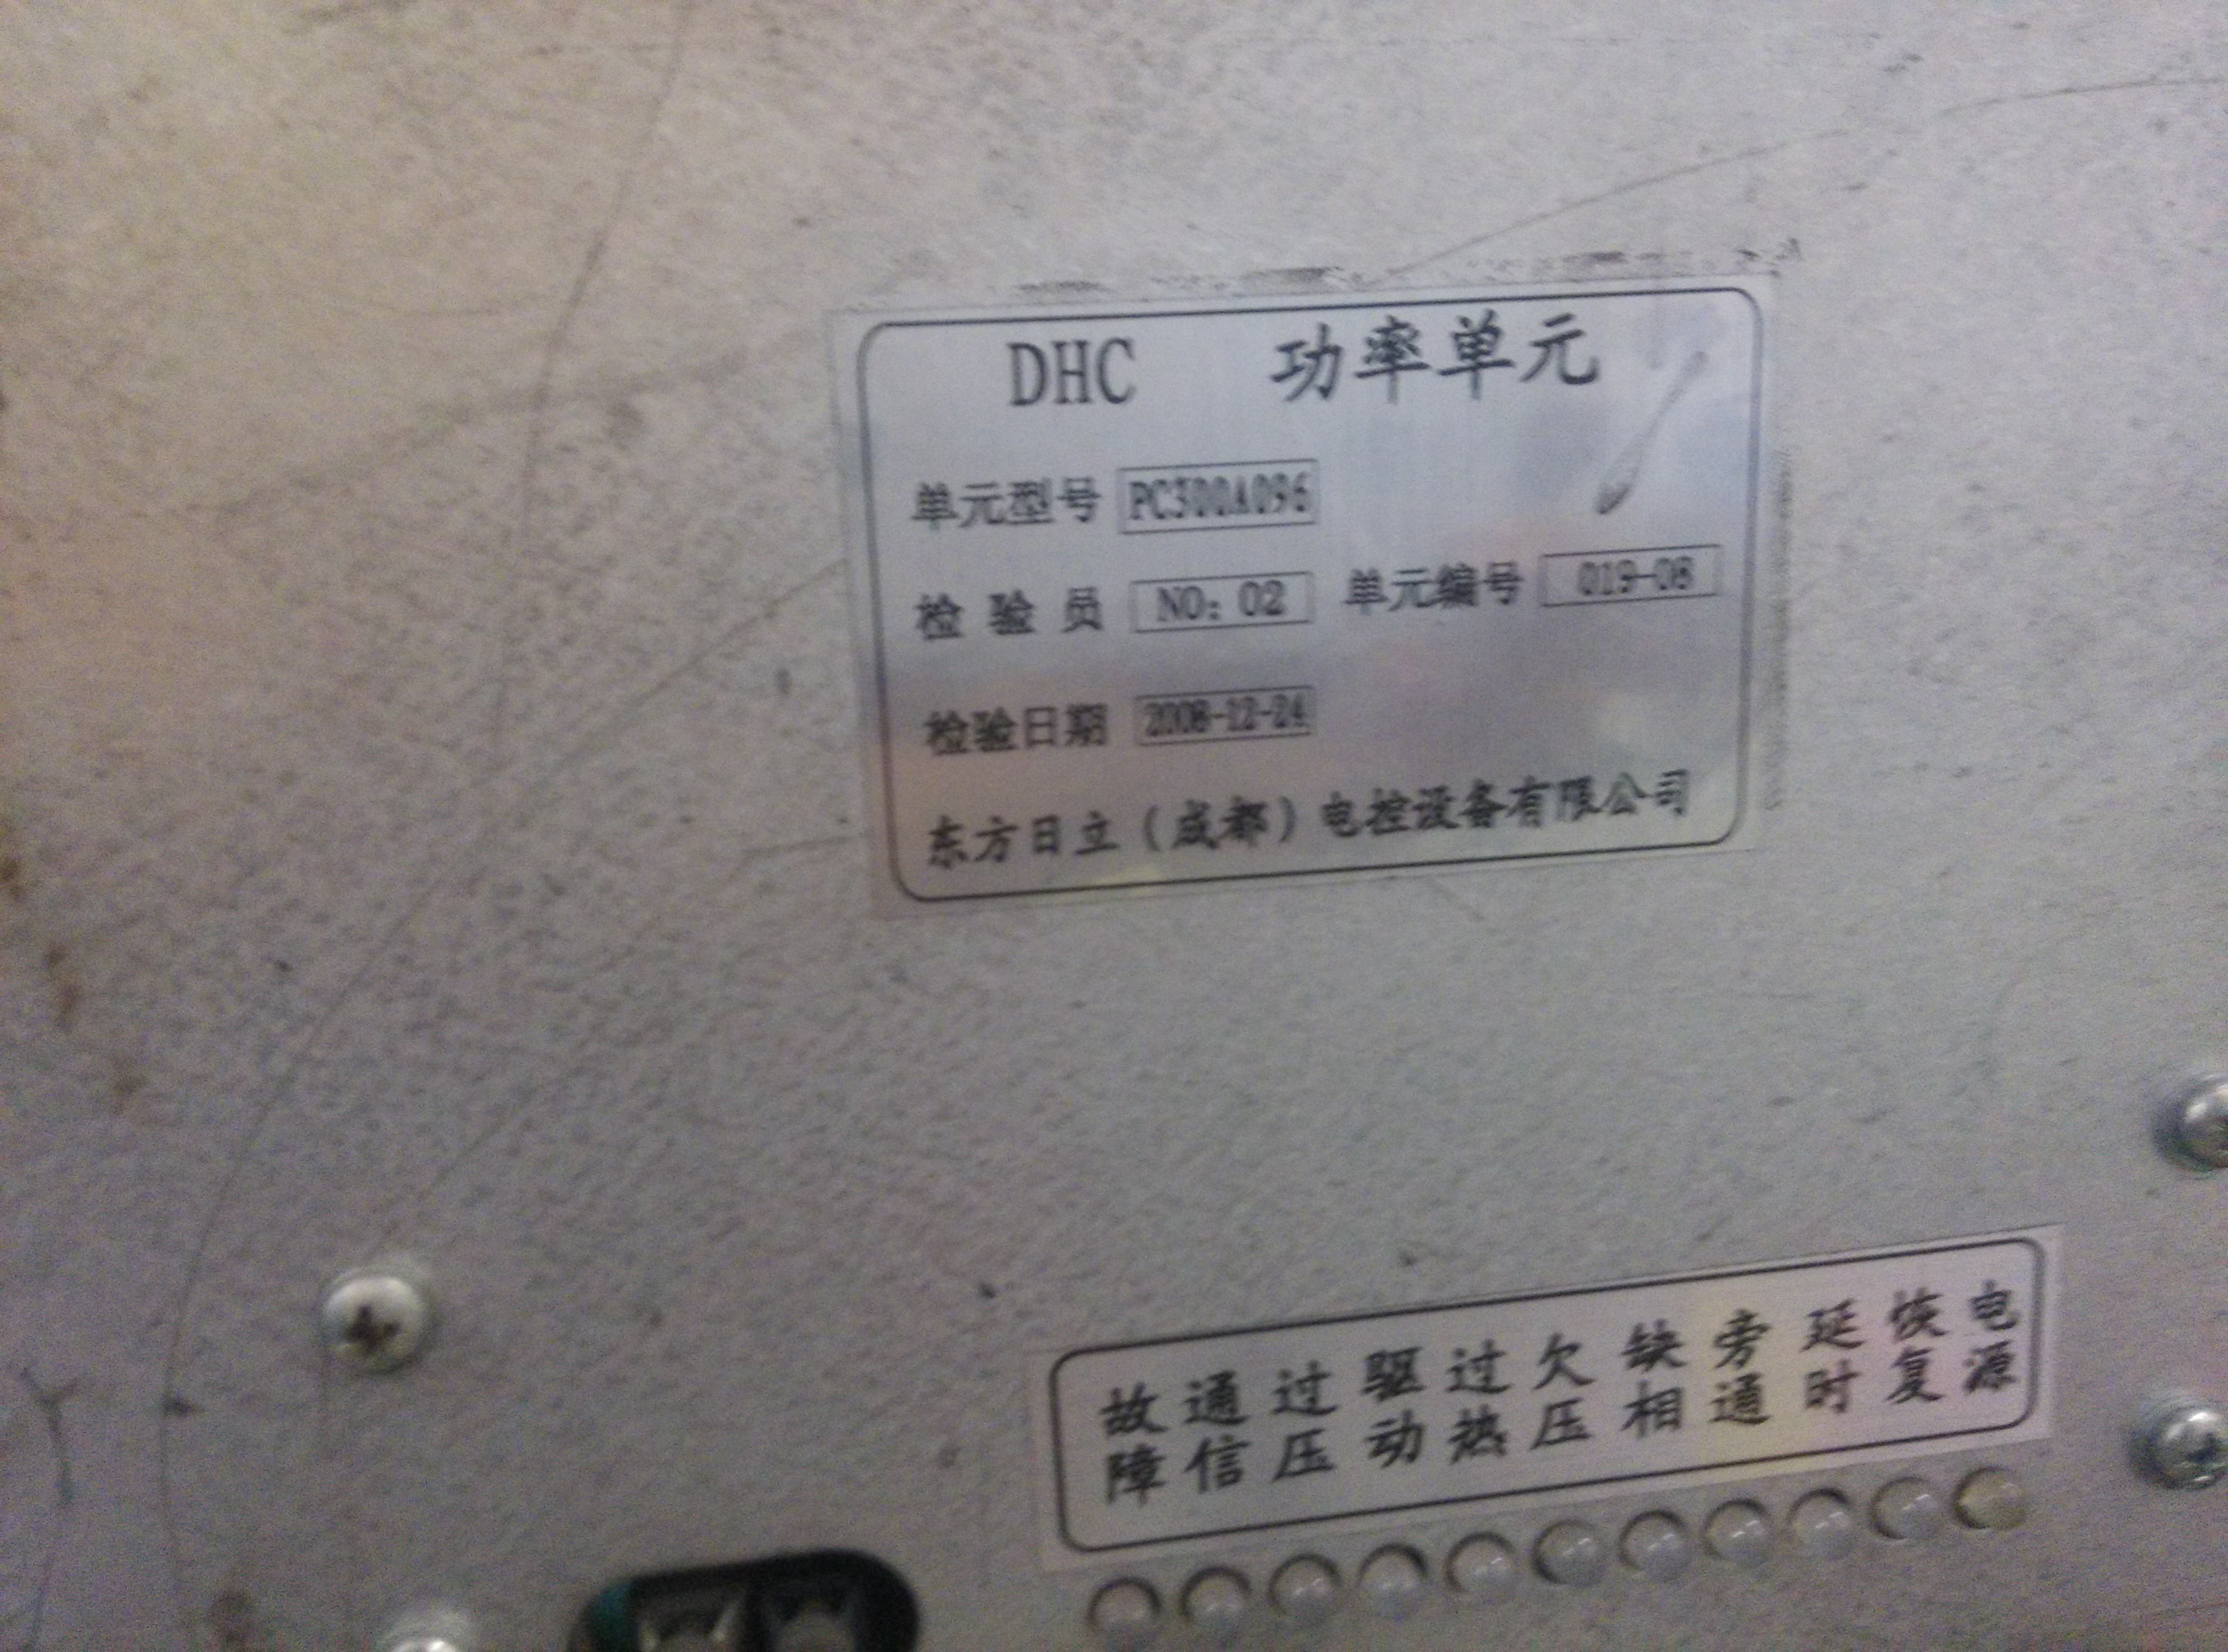 DHC 功率单元
单元型号 PC300A096
检验员 NO: 02 单元编号 019-08
检验日期 2008-12-24
东方日立(成都)电控设备有限公司
故障 通信 过压 驱动 过热 欠压 缺相 旁通 延时 恢复 电源